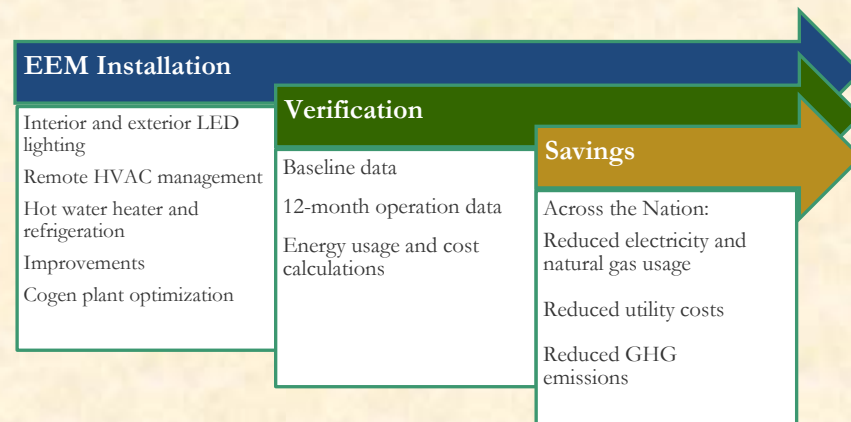 EEM Installation
Interior and exterior LED
lighting
Remote HVAC management
Hot water heater and
refrigeration
Improvements
Cogen plant optimization
Verification
Baseline data
12-month operation data
Energy usage and cost
calculations
Savings
Across the Nation:
Reduced electricity and
natural gas usage
Reduced utility costs
Reduced GHG
emissions